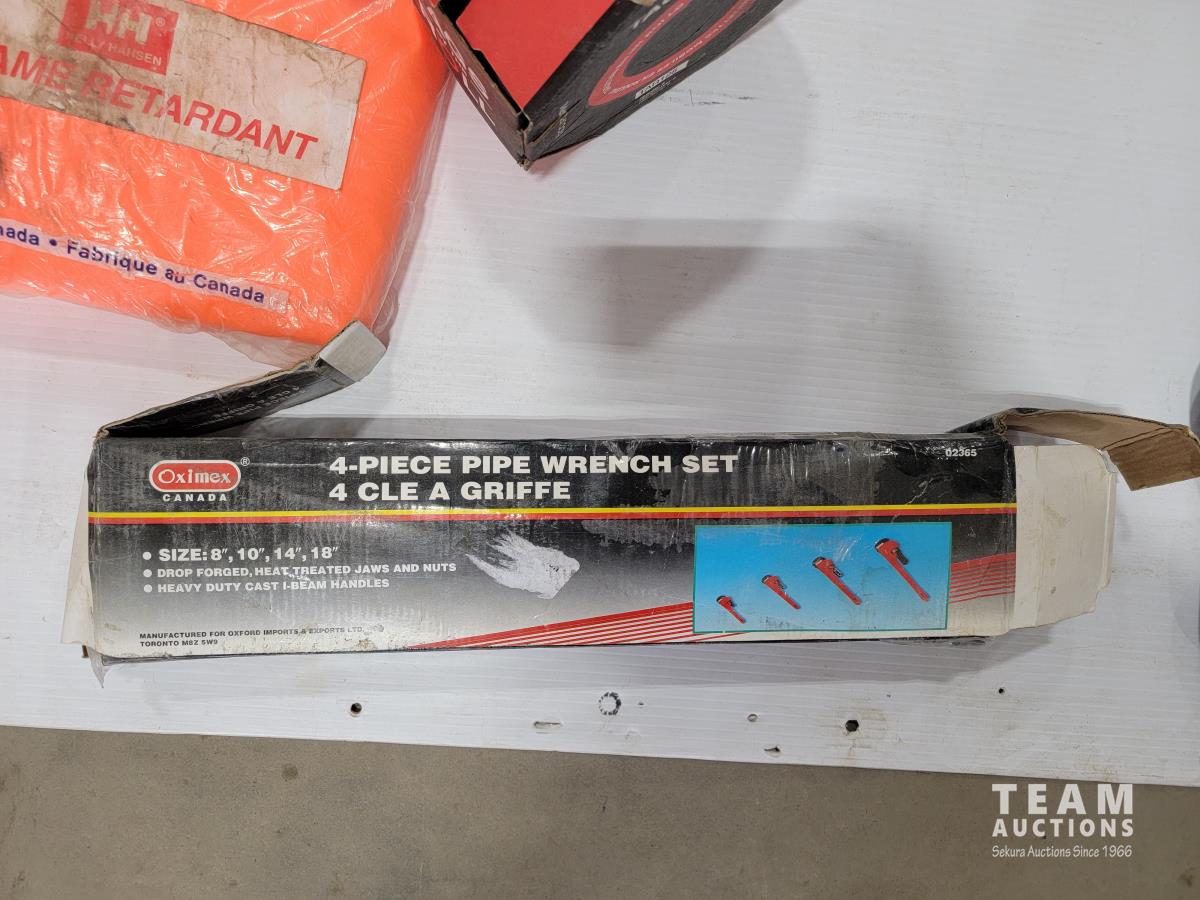 HH®
HELLY HANSEN
AME RETARDANT
nada • Fabrique au Canada
Oximex®
CANADA
4-PIECE PIPE WRENCH SET
4 CLE A GRIFFE
02365
• SIZE: 8", 10", 14", 18"
• DROP FORGED, HEAT TREATED JAWS AND NUTS
• HEAVY DUTY CAST I-BEAM HANDLES
MANUFACTURED FOR OXFORD IMPORTS & EXPORTS LTD.
TORONTO M8Z 5W9
TEAM
AUCTIONS
Sekura Auctions Since 1966